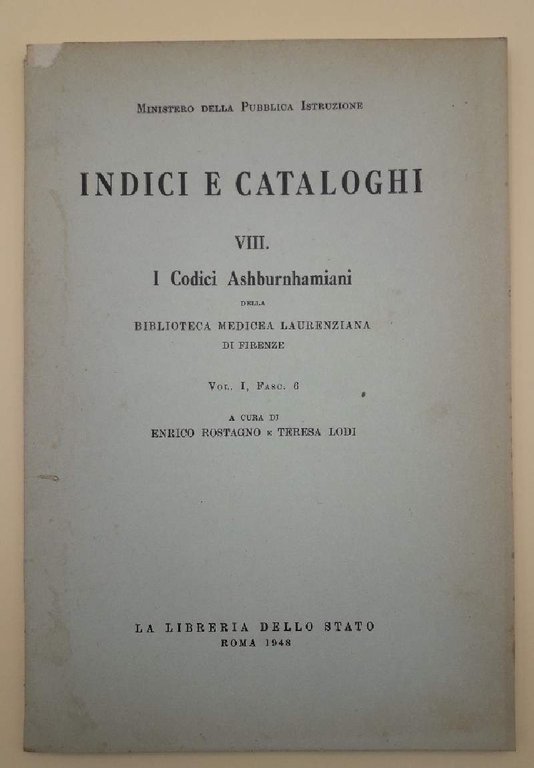 Ministero della Pubblica Istruzione
INDICI E CATALOGHI
VIII.
I Codici Ashburnhamiani
DELLA
BIBLIOTECA MEDICEA LAURENZIANA
DI FIRENZE
Vol. I, Fasc. 6
A CURA DI
ENRICO ROSTAGNO E TERESA LODI
LA LIBRERIA DELLO STATO
ROMA 1948